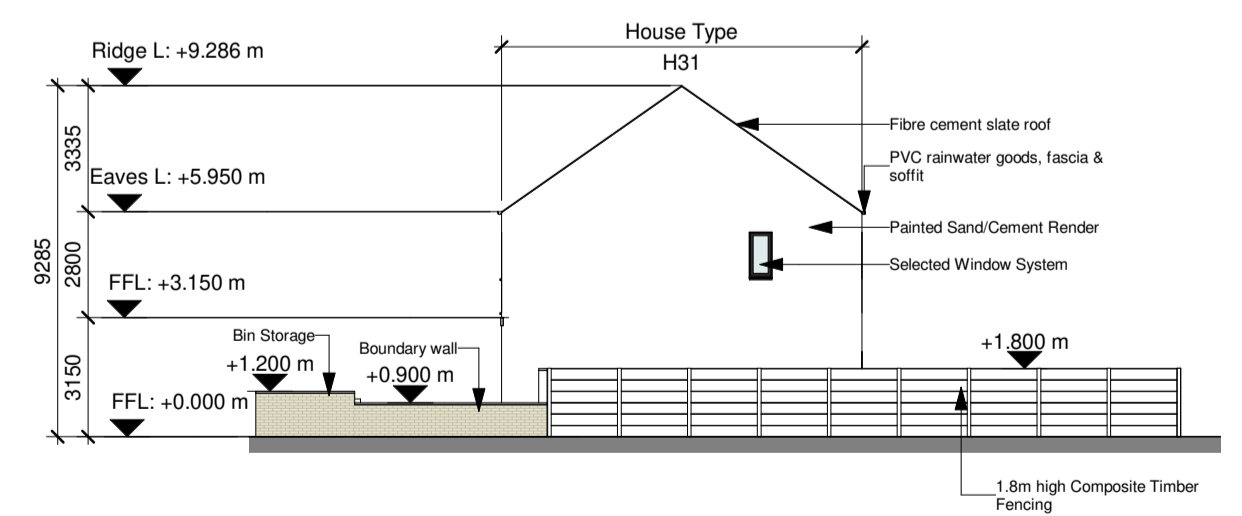 House Type
H31
Ridge L: +9.286 m
Fibre cement slate roof
3335
PVC rainwater goods, fascia &
soffit
Eaves L: +5.950 m
Painted Sand/Cement Render
9285
2800
Selected Window System
FFL: +3.150 m
Bin Storage
+1.200 m
Boundary wall
+0.900 m
+1.800 m
3150
FFL: +0.000 m
1.8m high Composite Timber
Fencing